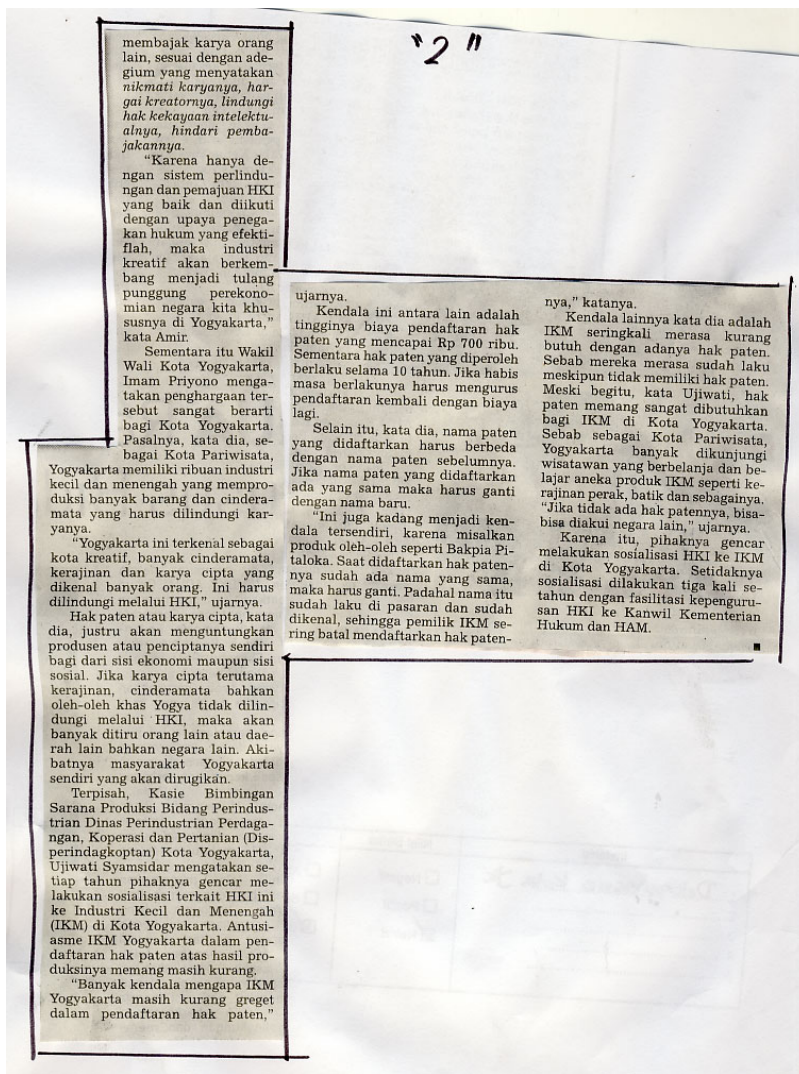 "2"
membajak karya orang
lain, sesuai dengan ade-
gium yang menyatakan
nikmati karyanya, har-
gai kreatornya, lindungi
hak kekayaan intelektu-
alnya, hindari pemba-
jakannya.
"Karena hanya de-
ngan sistem perlindu-
ngan dan pemajuan HKI
yang baik dan diikuti
dengan upaya penega-
kan hukum yang efekti-
flah, maka industri
kreatif akan berkem-
bang menjadi tulang
punggung perekono-
mian negara kita khu-
susnya di Yogyakarta,"
kata Amir.
Sementara itu Wakil
Wali Kota Yogyakarta,
Imam Priyono menga-
takan penghargaan ter-
sebut sangat berarti
bagi Kota Yogyakarta.
Pasalnya, kata dia, se-
bagai Kota Pariwisata,
Yogyakarta memiliki ribuan industri
kecil dan menengah yang mempro-
duksi banyak barang dan cindera-
mata yang harus dilindungi kar-
yanya.
"Yogyakarta ini terkenal sebagai
kota kreatif, banyak cinderamata,
kerajinan dan karya cipta yang
dikenal banyak orang. Ini harus
dilindungi melalui HKI," ujarnya.
Hak paten atau karya cipta, kata
dia, justru akan menguntungkan
produsen atau penciptanya sendiri
bagi dari sisi ekonomi maupun sisi
sosial. Jika karya cipta terutama
kerajinan, cinderamata bahkan
oleh-oleh khas Yogya tidak dilin-
dungi melalui HKI, maka akan
banyak ditiru orang lain atau dae-
rah lain bahkan negara lain. Aki-
batnya masyarakat Yogyakarta
sendiri yang akan dirugikan.
Terpisah, Kasie Bimbingan
Sarana Produksi Bidang Perindus-
trian Dinas Perindustrian Perdaga-
ngan, Koperasi dan Pertanian (Dis-
perindagkoptan) Kota Yogyakarta,
Ujiwati Syamsidar mengatakan se-
tiap tahun pihaknya gencar me-
lakukan sosialisasi terkait HKI ini
ke Industri Kecil dan Menengah
(IKM) di Kota Yogyakarta. Antusi-
asme IKM Yogyakarta dalam pen-
daftaran hak paten atas hasil pro-
duksinya memang masih kurang.
"Banyak kendala mengapa IKM
Yogyakarta masih kurang greget
dalam pendaftaran hak paten,"
ujarnya.
Kendala ini antara lain adalah
tingginya biaya pendaftaran hak
paten yang mencapai Rp 700 ribu.
Sementara hak paten yang diperoleh
berlaku selama 10 tahun. Jika habis
masa berlakunya harus mengurus
pendaftaran kembali dengan biaya
lagi.
Selain itu, kata dia, nama paten
yang didaftarkan harus berbeda
dengan nama paten sebelumnya.
Jika nama paten yang didaftarkan
ada yang sama maka harus ganti
dengan nama baru.
"Ini juga kadang menjadi ken-
dala tersendiri, karena misalkan
produk oleh-oleh seperti Bakpia Pi-
taloka. Saat didaftarkan hak paten-
nya sudah ada nama yang sama,
maka harus ganti. Padahal nama itu
sudah laku di pasaran dan sudah
dikenal, sehingga pemilik IKM se-
ring batal mendaftarkan hak paten-
nya," katanya.
Kendala lainnya kata dia adalah
IKM seringkali merasa kurang
butuh dengan adanya hak paten.
Sebab mereka merasa sudah laku
meskipun tidak memiliki hak paten.
Meski begitu, kata Ujiwati, hak
paten memang sangat dibutuhkan
bagi IKM di Kota Yogyakarta.
Sebab sebagai Kota Pariwisata,
Yogyakarta banyak dikunjungi
wisatawan yang berbelanja dan be-
lajar aneka produk IKM seperti ke-
rajinan perak, batik dan sebagainya.
"Jika tidak ada hak patennya, bisa-
bisa diakui negara lain," ujarnya.
Karena itu, pihaknya gencar
melakukan sosialisasi HKI ke IKM
di Kota Yogyakarta. Setidaknya
sosialisasi dilakukan tiga kali se-
tahun dengan fasilitasi kepenguru-
san HKI ke Kanwil Kementerian
Hukum dan HAM.